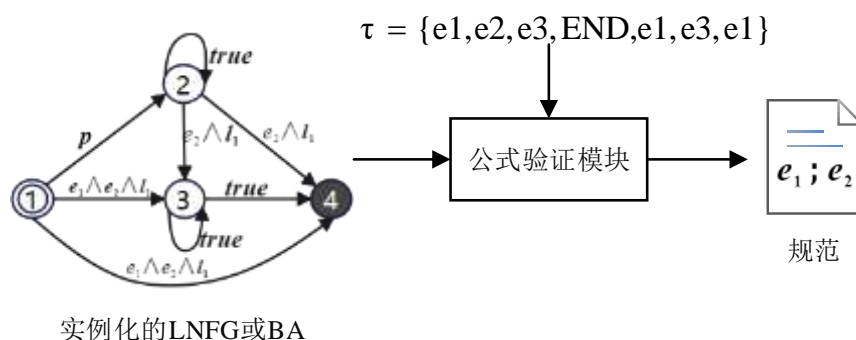 τ = {e1,e2,e3,END,e1,e3,e1}
true
2
p
e₂∧l₁
e₂∧l₁
公式验证模块
e₁;e₂
1
e₁∧e₂∧l₁
3
true
4
true
e₁∧e₂∧l₁
规范
实例化的LNFG或BA